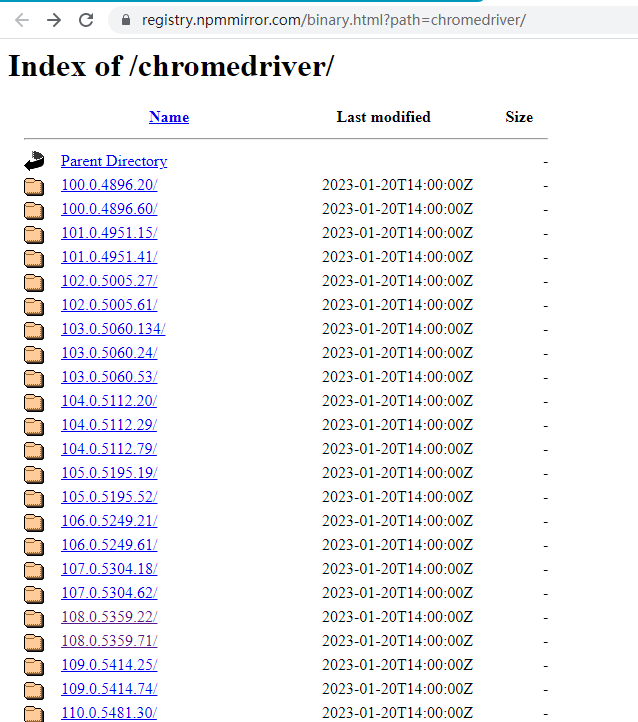 registry.npmmirror.com/binary.html?path=chromedriver/
Index of /chromedriver/
Name Last modified Size
Parent Directory -
100.0.4896.20/ 2023-01-20T14:00:00Z -
100.0.4896.60/ 2023-01-20T14:00:00Z -
101.0.4951.15/ 2023-01-20T14:00:00Z -
101.0.4951.41/ 2023-01-20T14:00:00Z -
102.0.5005.27/ 2023-01-20T14:00:00Z -
102.0.5005.61/ 2023-01-20T14:00:00Z -
103.0.5060.134/ 2023-01-20T14:00:00Z -
103.0.5060.24/ 2023-01-20T14:00:00Z -
103.0.5060.53/ 2023-01-20T14:00:00Z -
104.0.5112.20/ 2023-01-20T14:00:00Z -
104.0.5112.29/ 2023-01-20T14:00:00Z -
104.0.5112.79/ 2023-01-20T14:00:00Z -
105.0.5195.19/ 2023-01-20T14:00:00Z -
105.0.5195.52/ 2023-01-20T14:00:00Z -
106.0.5249.21/ 2023-01-20T14:00:00Z -
106.0.5249.61/ 2023-01-20T14:00:00Z -
107.0.5304.18/ 2023-01-20T14:00:00Z -
107.0.5304.62/ 2023-01-20T14:00:00Z -
108.0.5359.22/ 2023-01-20T14:00:00Z -
108.0.5359.71/ 2023-01-20T14:00:00Z -
109.0.5414.25/ 2023-01-20T14:00:00Z -
109.0.5414.74/ 2023-01-20T14:00:00Z -
110.0.5481.30/ 2023-01-20T14:00:00Z -